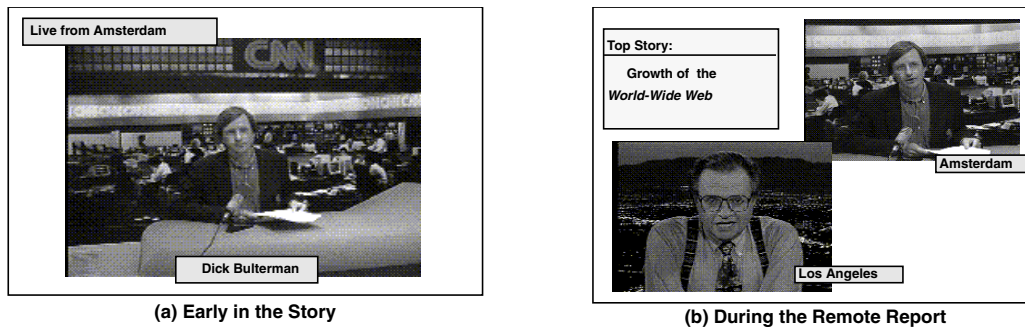 Live from Amsterdam
CNN
Dick Bulterman
(a) Early in the Story
Top Story:
Growth of the
World-Wide Web
Amsterdam
Los Angeles
(b) During the Remote Report